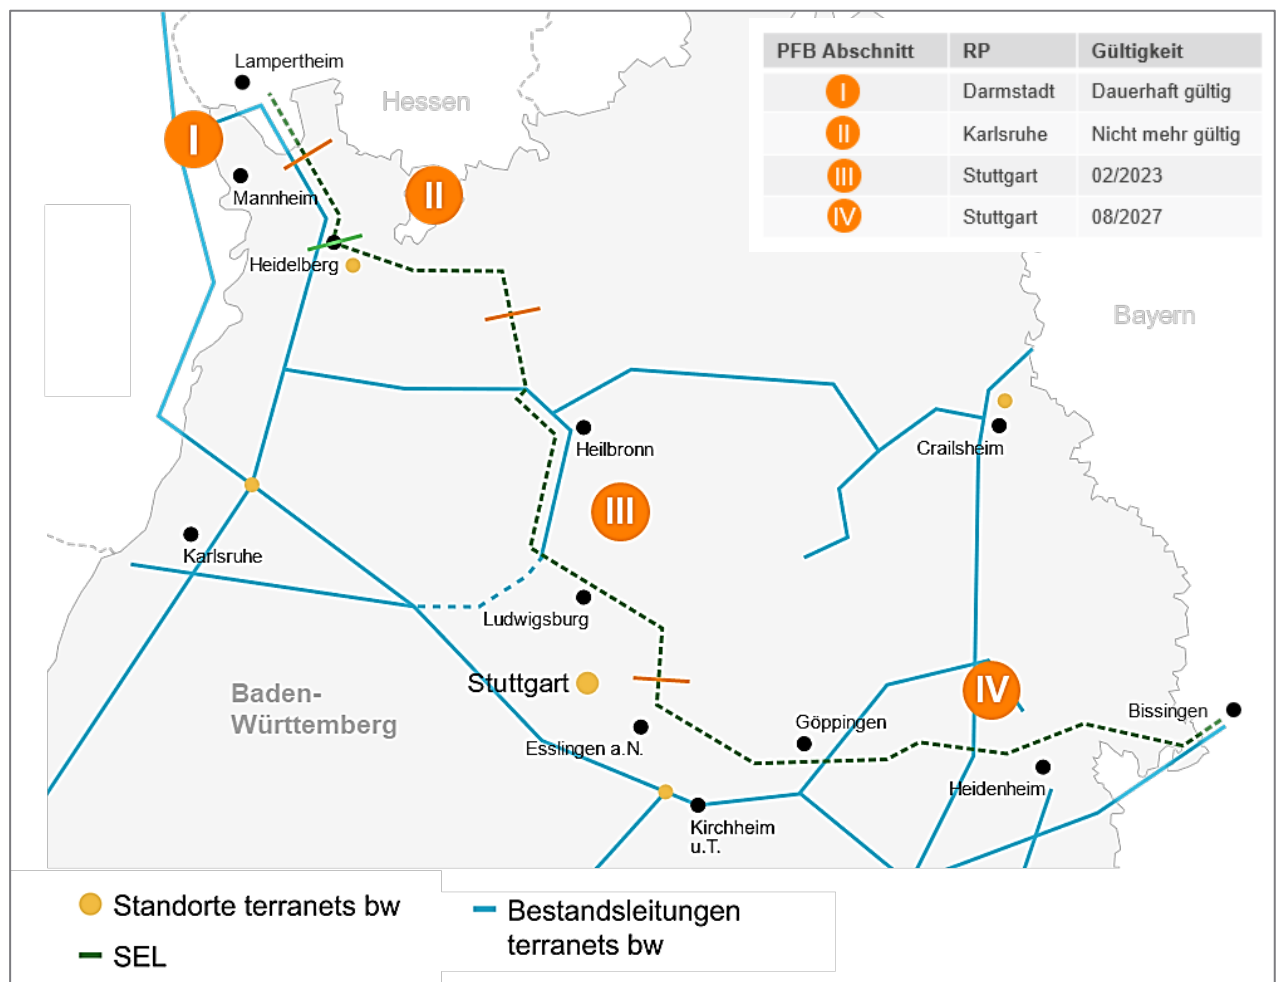 PFB Abschnitt RP Gültigkeit
I Darmstadt Dauerhaft gültig
II Karlsruhe Nicht mehr gültig
III Stuttgart 02/2023
IV Stuttgart 08/2027
Lampertheim
Hessen
I
II
Mannheim
Heidelberg
Bayern
Heilbronn
Crailsheim
III
Karlsruhe
Ludwigsburg
Stuttgart
Baden-
Württemberg
IV
Bissingen
Göppingen
Esslingen a.N.
Heidenheim
Kirchheim
u.T.
Standorte terranets bw
SEL
Bestandsleitungen
terranets bw